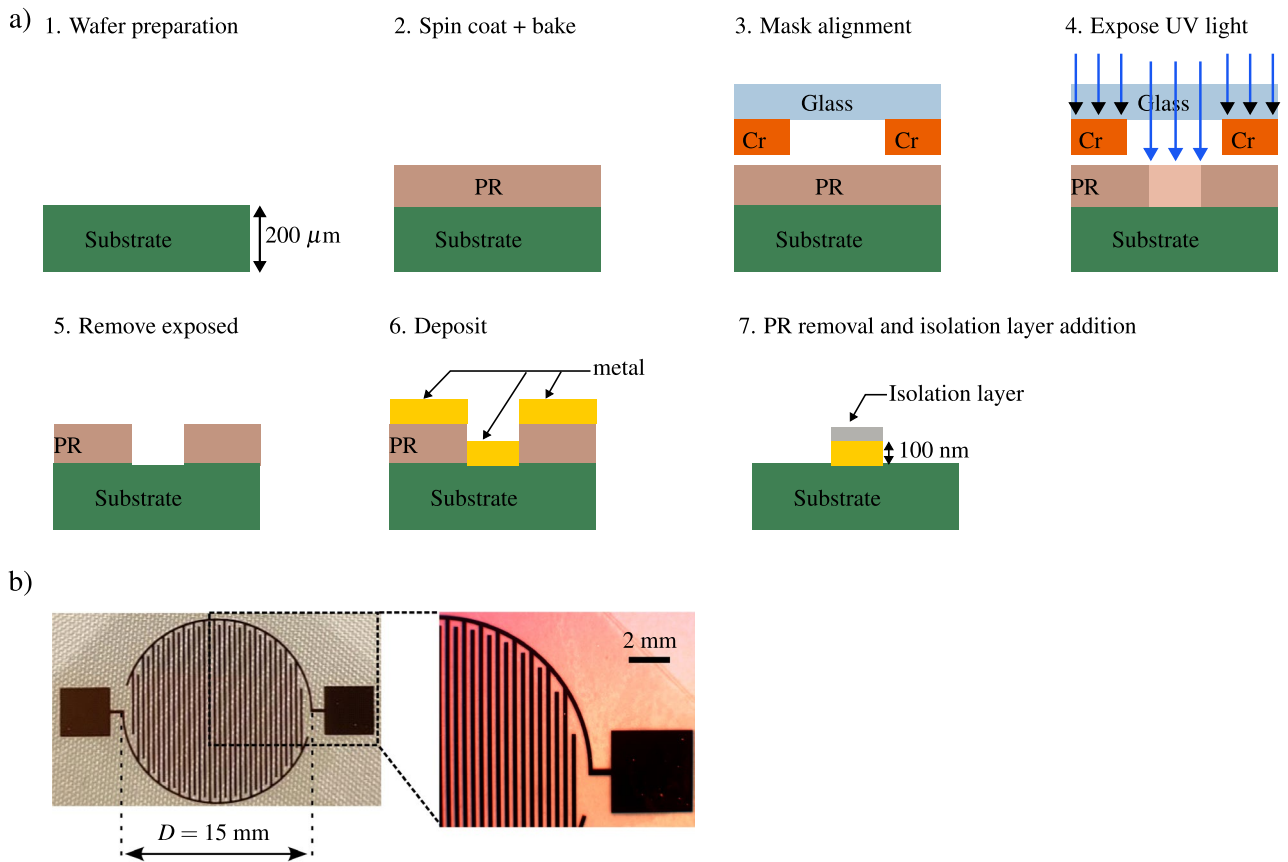 a)
1. Wafer preparation
2. Spin coat + bake
3. Mask alignment
4. Expose UV light
Glass
Glass
Cr
Cr
Cr
Cr
PR
PR
PR
Substrate
200 μm
Substrate
Substrate
Substrate
5. Remove exposed
6. Deposit
7. PR removal and isolation layer addition
metal
Isolation layer
PR
PR
100 nm
Substrate
Substrate
Substrate
b)
2 mm
D = 15 mm